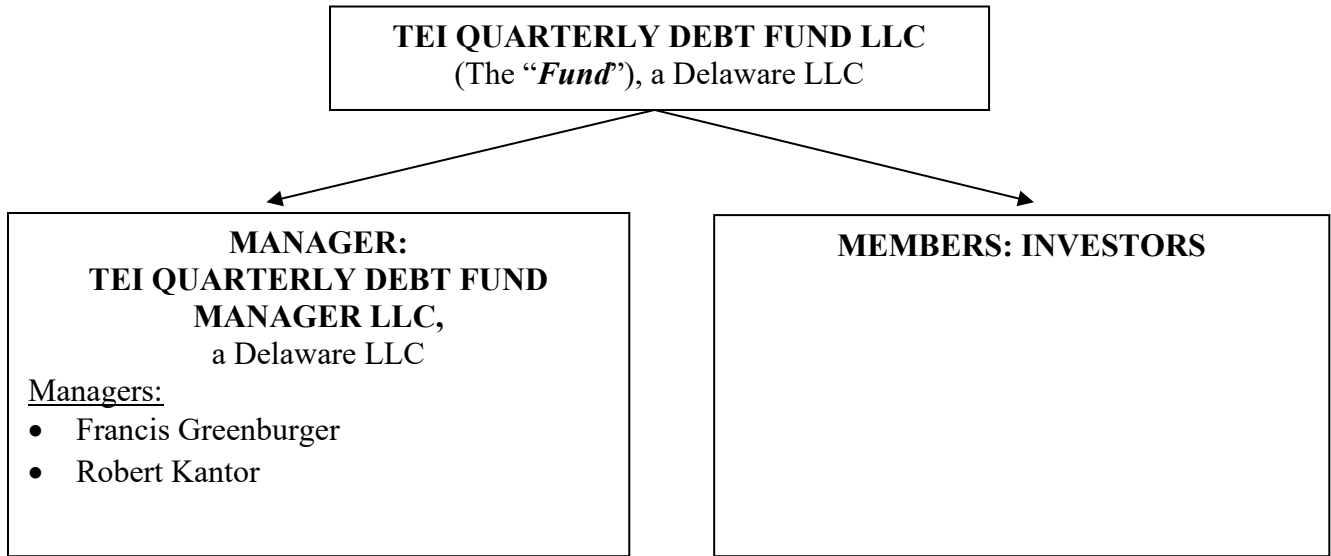 TEI QUARTERLY DEBT FUND LLC
(The “Fund”), a Delaware LLC
MANAGER:
TEI QUARTERLY DEBT FUND
MANAGER LLC,
a Delaware LLC
Managers:
• Francis Greenburger
• Robert Kantor
MEMBERS: INVESTORS